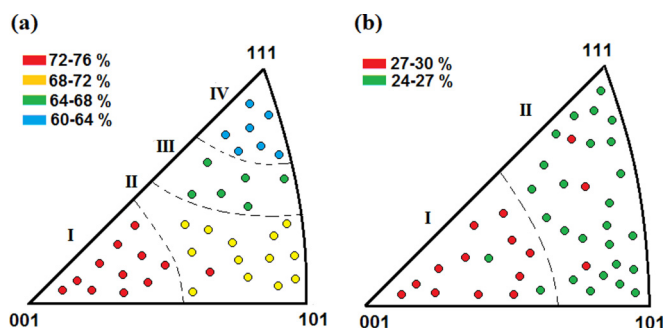 (a)
72-76 %
68-72 %
64-68 %
60-64 %
111
IV
III
II
I
001
101
(b)
27-30 %
24-27 %
111
II
I
001
101